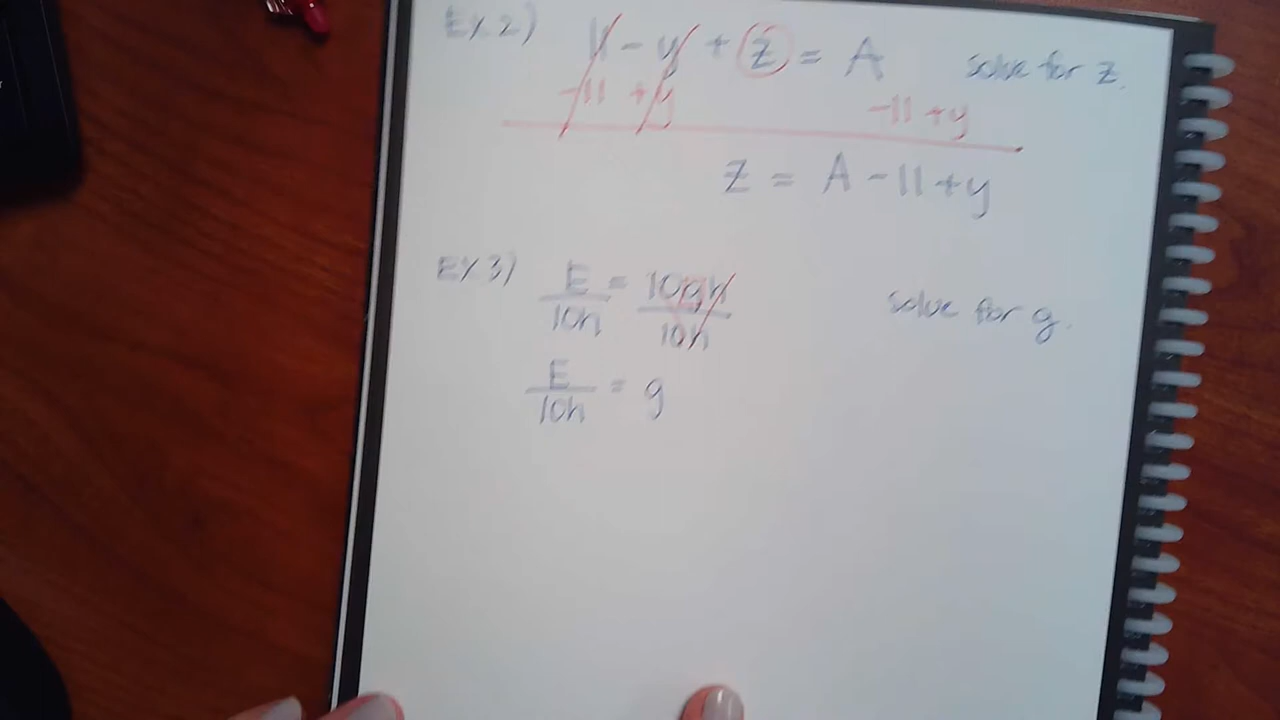 Ex 2) 11 - y + z = A solve for z.
-11 + y -11 + y
z = A - 11 + y
Ex 3) E/10h = 10gh/10h solve for g.
E/10h = g